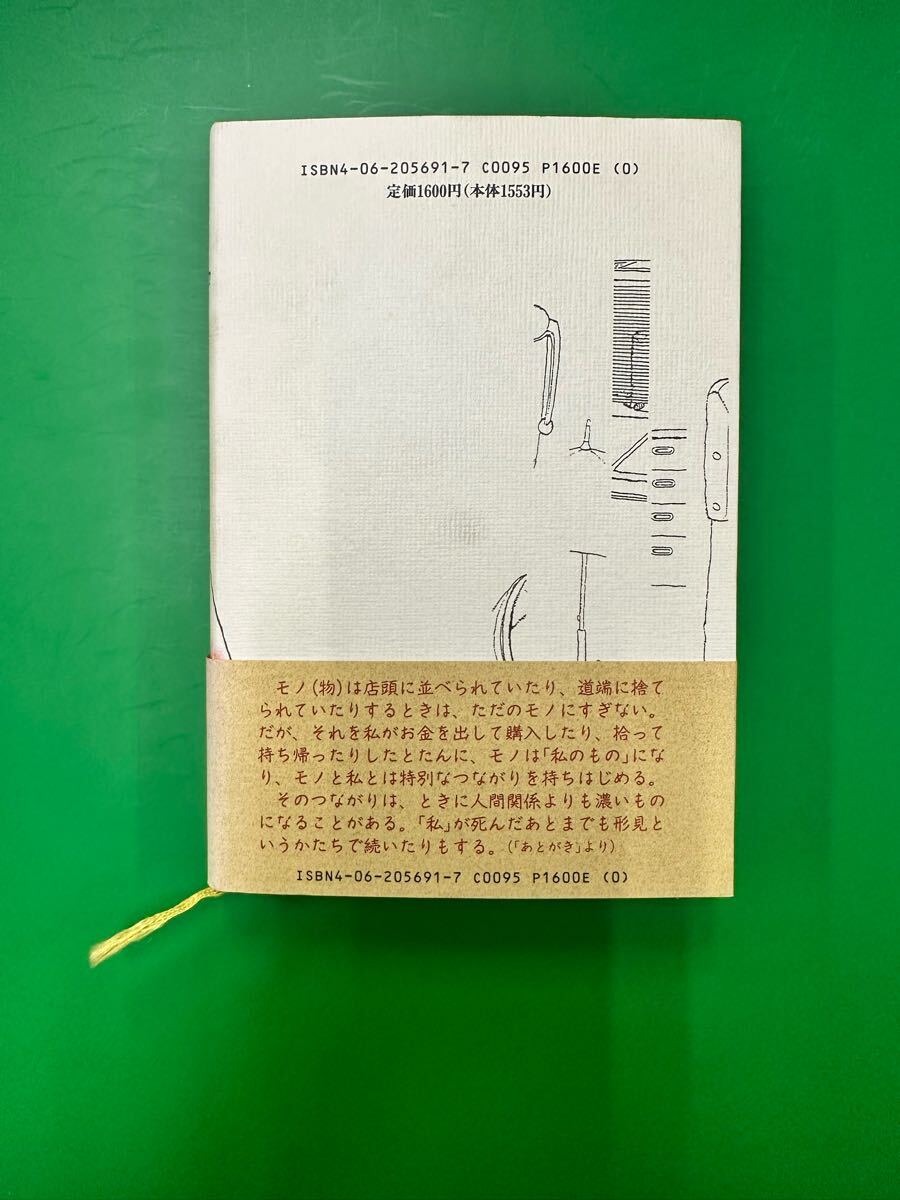 ISBN4-06-205691-7 C0095 P1600E (0)
定価1600円(本体1553円)
モノ(物)は店頭に並べられていたり、道端に捨て
られていたりするときは、ただのモノにすぎない。
だが、それを私がお金を出して購入したり、拾って
持ち帰ったりしたとたんに、モノは「私のもの」にな
り、モノと私とは特別なつながりを持ちはじめる。
そのつながりは、ときに人間関係よりも濃いもの
になることがある。「私」が死んだあとまでも形見と
いうかたちで続いたりもする。(「あとがき」より)
ISBN4-06-205691-7 C0095 P1600E (0)